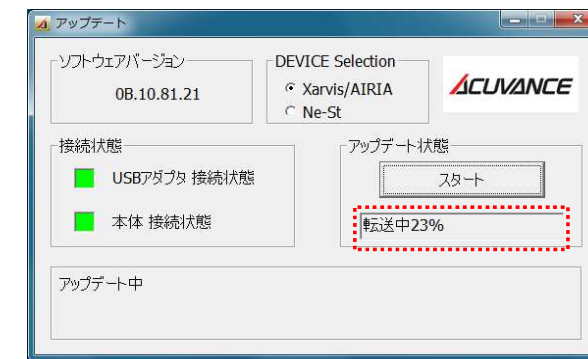 アップデート
ソフトウェアバージョン
0B.10.81.21
DEVICE Selection
Xarvis/AIRIA
Ne-St
ACUVANCE
接続状態
USBアダプタ 接続状態
本体 接続状態
アップデート状態
スタート
転送中23%
アップデート中